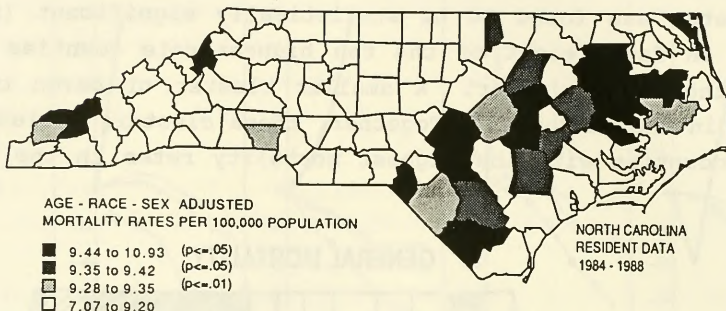 AGE - RACE - SEX ADJUSTED
MORTALITY RATES PER 100,000 POPULATION
9.44 to 10.93 (p<=.05)
9.35 to 9.42 (p<=.05)
9.28 to 9.35 (p<=.01)
7.07 to 9.20
NORTH CAROLINA
RESIDENT DATA
1984 - 1988